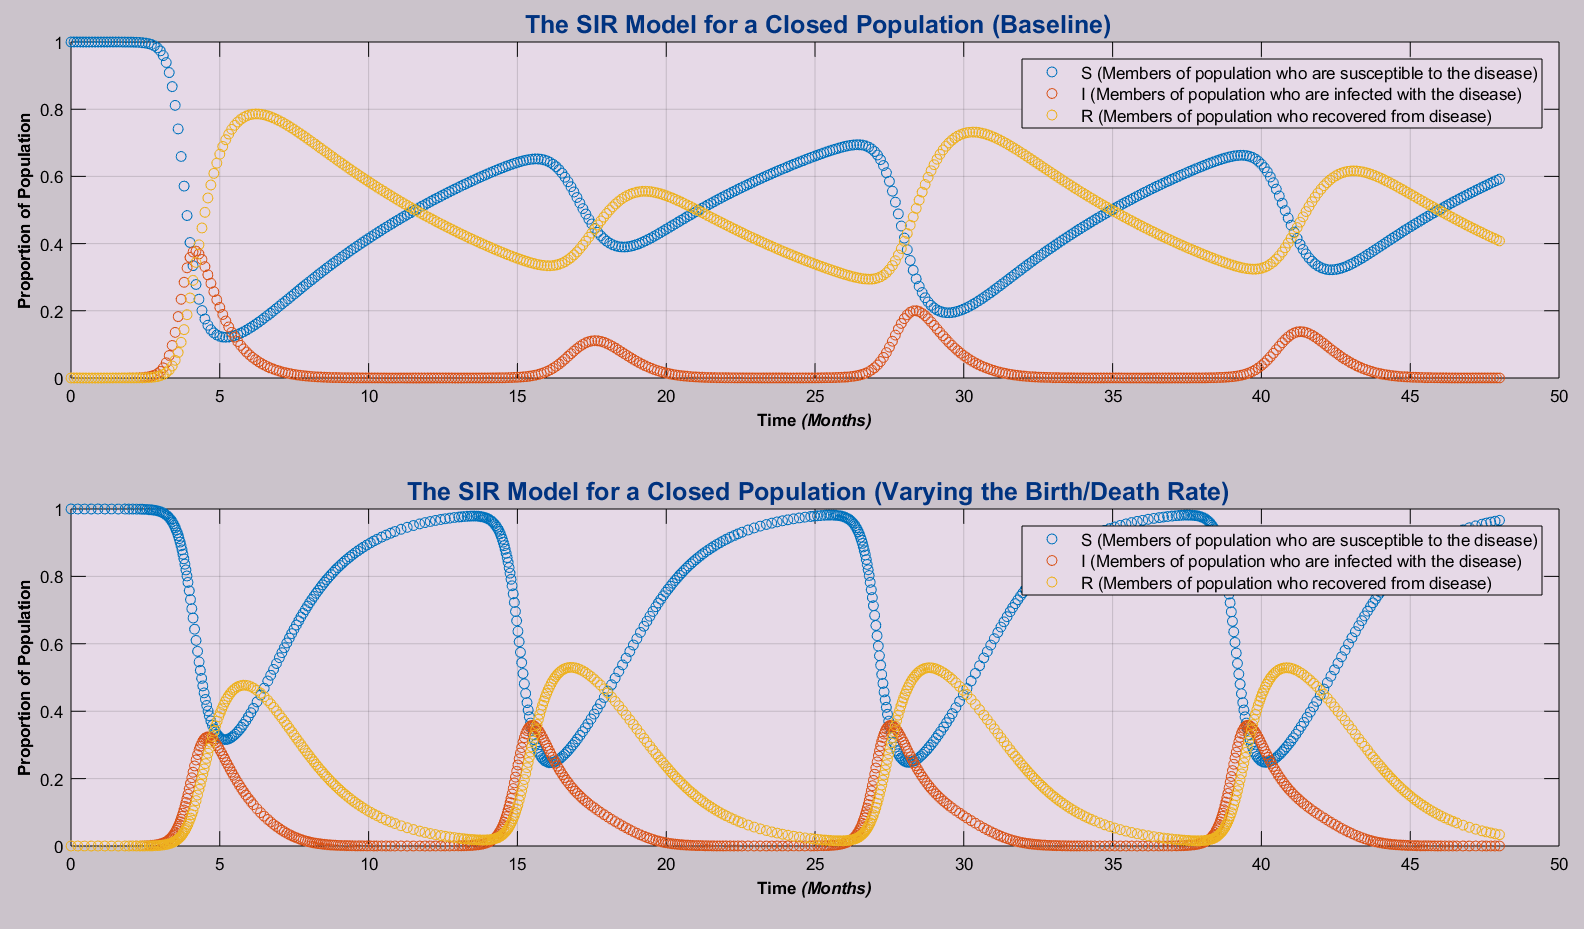 The SIR Model for a Closed Population (Baseline)
1
0.8
0.6
0.4
0.2
0
Proportion of Population
S (Members of population who are susceptible to the disease)
I (Members of population who are infected with the disease)
R (Members of population who recovered from disease)
0 5 10 15 20 25 30 35 40 45 50
Time (Months)
The SIR Model for a Closed Population (Varying the Birth/Death Rate)
1
0.8
0.6
0.4
0.2
0
Proportion of Population
S (Members of population who are susceptible to the disease)
I (Members of population who are infected with the disease)
R (Members of population who recovered from disease)
0 5 10 15 20 25 30 35 40 45 50
Time (Months)